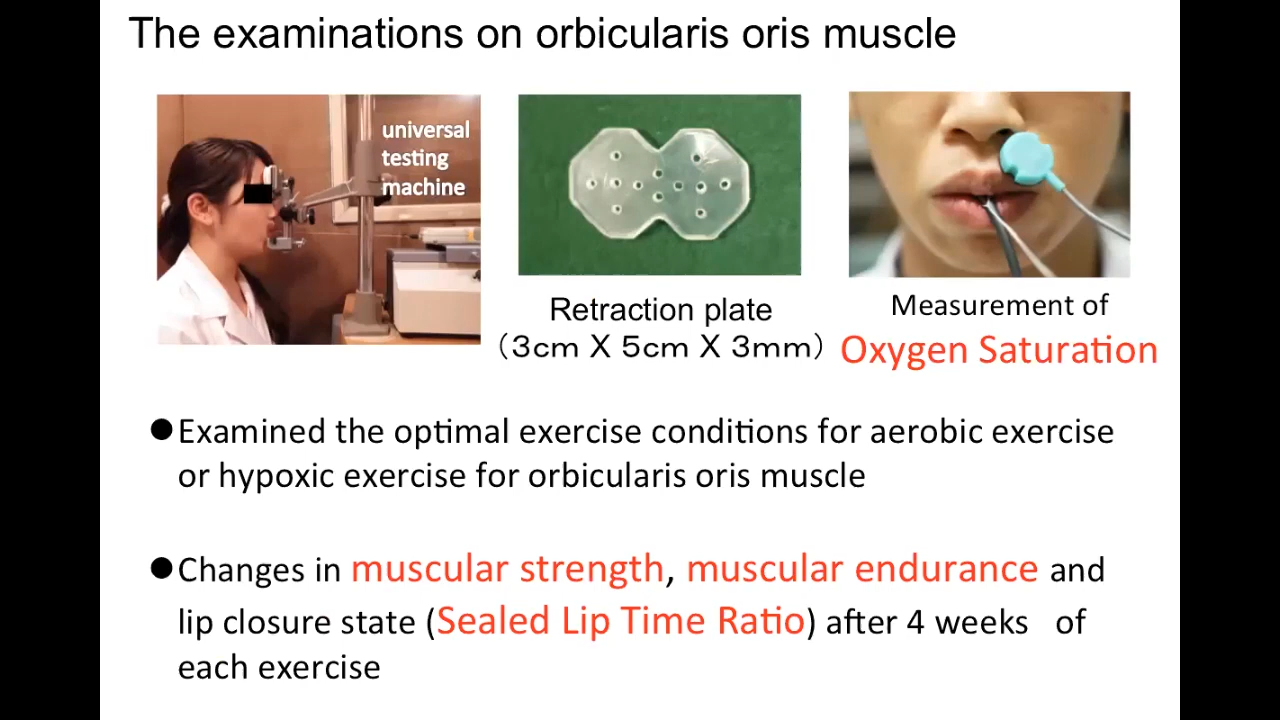 The examinations on orbicularis oris muscle
universal
testing
machine
Retraction plate
（3cm X 5cm X 3mm）
Measurement of
Oxygen Saturation
●Examined the optimal exercise conditions for aerobic exercise
or hypoxic exercise for orbicularis oris muscle
●Changes in muscular strength, muscular endurance and
lip closure state (Sealed Lip Time Ratio) after 4 weeks of
each exercise